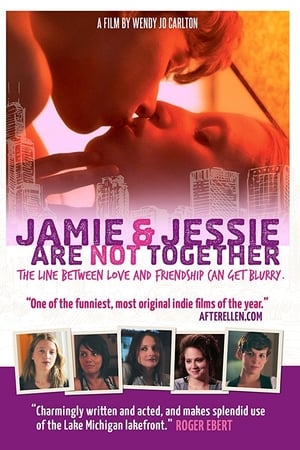 A FILM BY WENDY JO CARLTON
JAMIE & JESSIE
ARE NOT TOGETHER
THE LINE BETWEEN LOVE AND FRIENDSHIP CAN GET BLURRY.
"One of the funniest, most original indie films of the year."
AFTERELLEN.COM
"Charmingly written and acted, and makes splendid use
of the Lake Michigan lakefront." ROGER EBERT